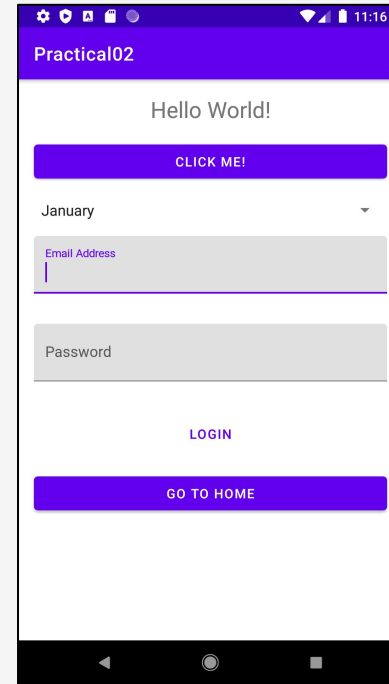 11:16
Practical02
Hello World!
CLICK ME!
January
Email Address
Password
LOGIN
GO TO HOME